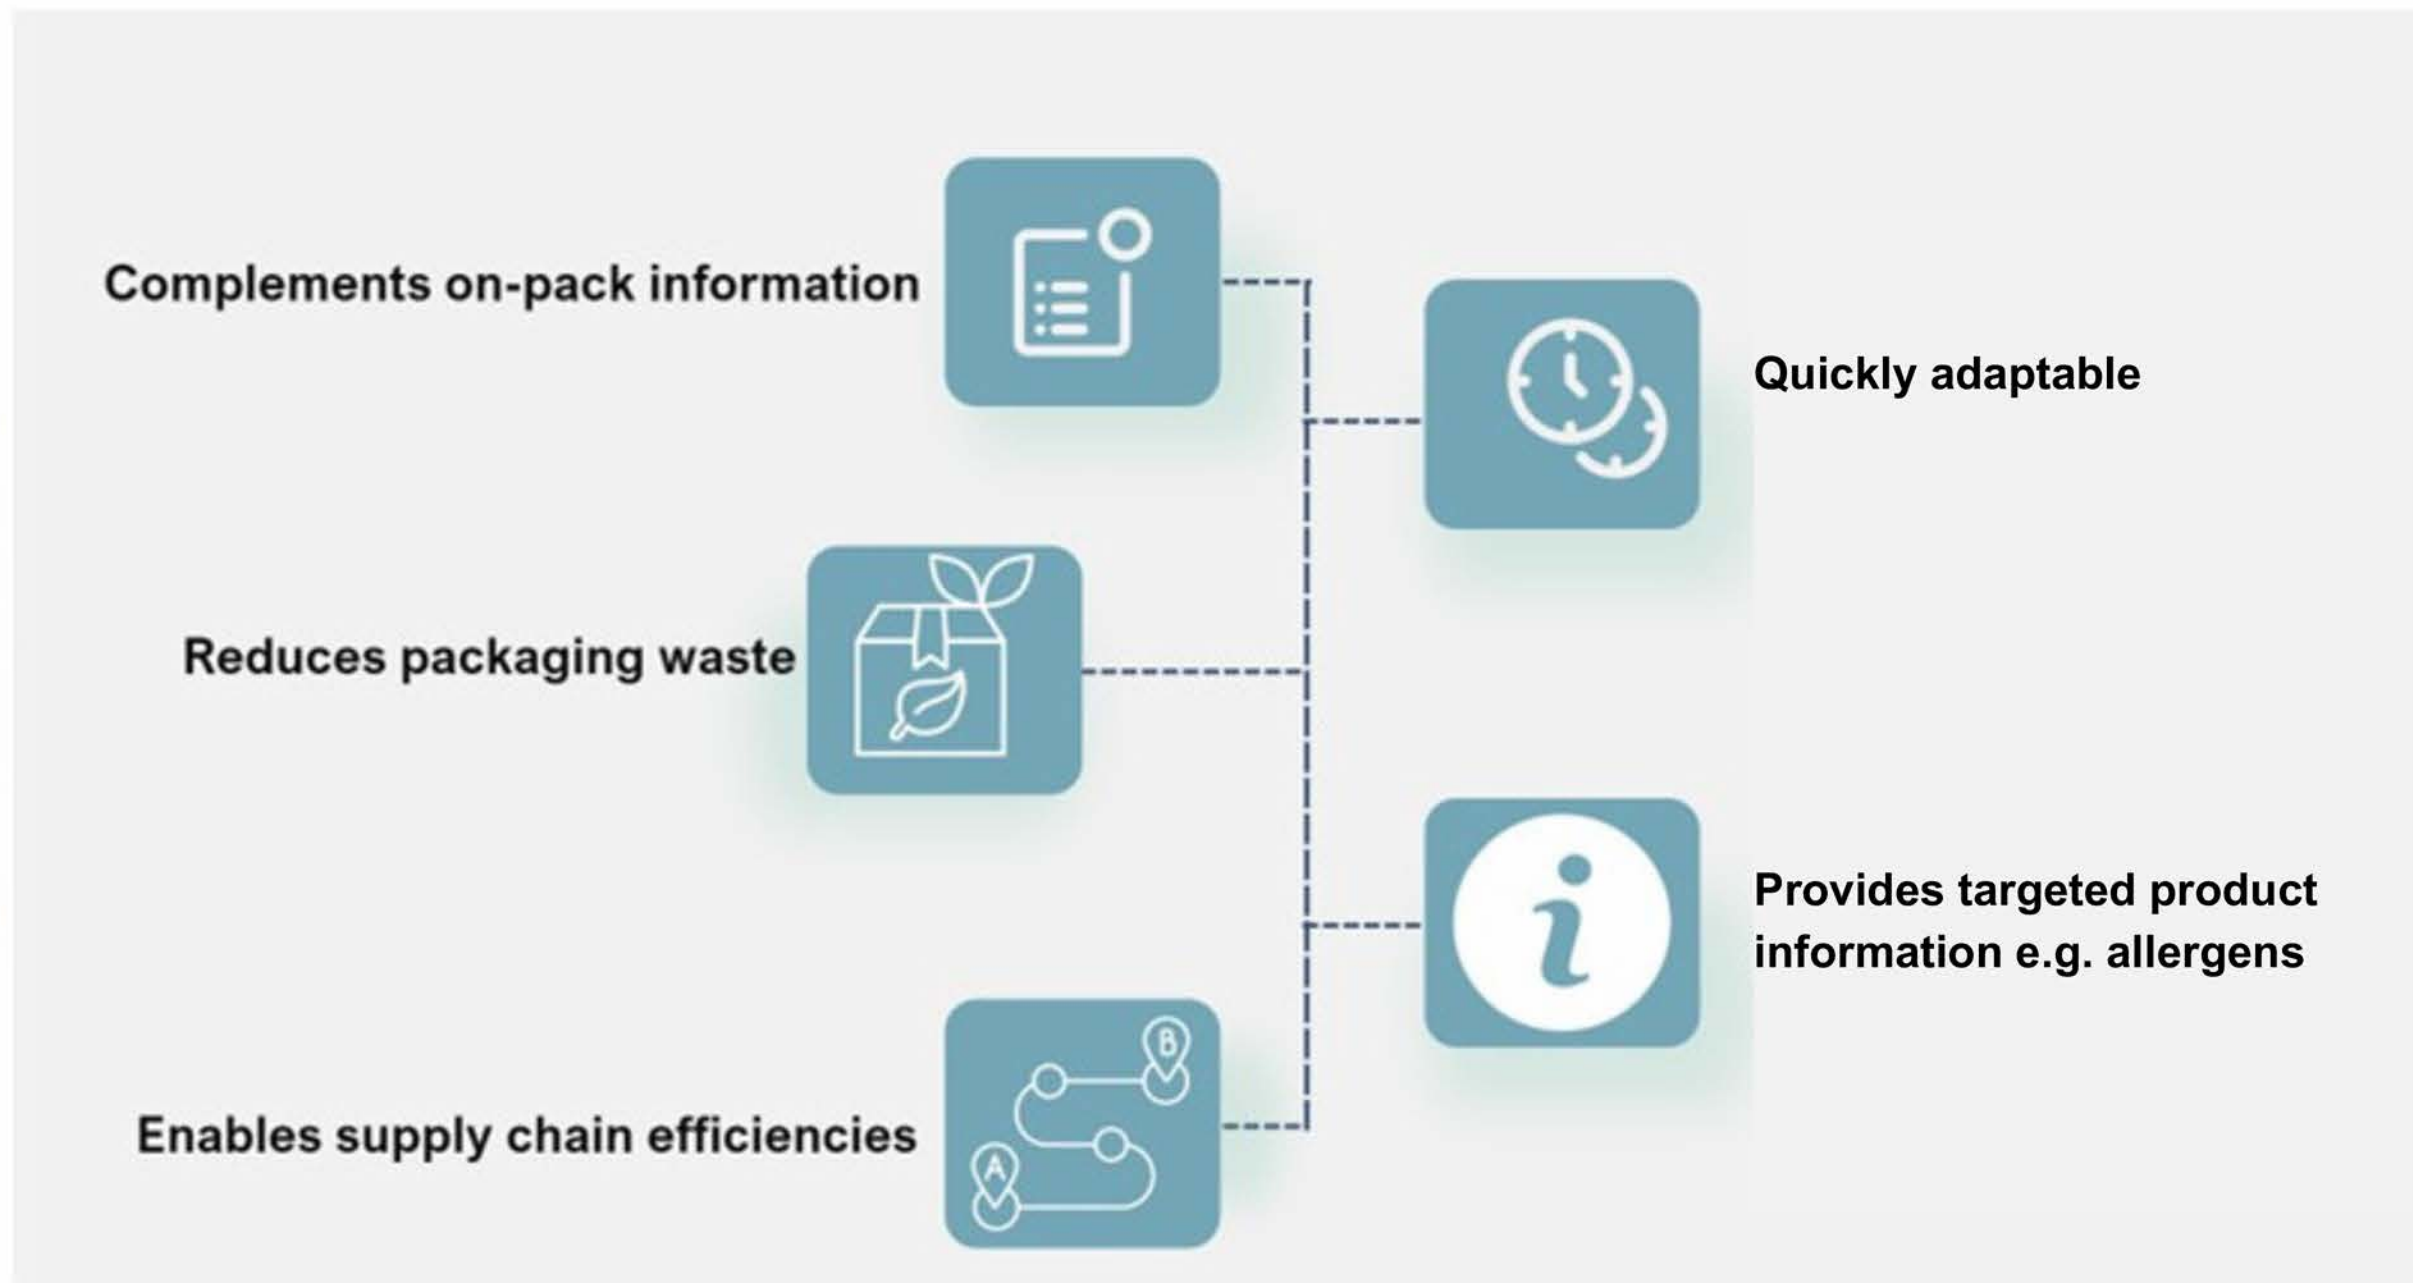 Complements on-pack information
Quickly adaptable
Reduces packaging waste
Provides targeted product
information e.g. allergens
Enables supply chain efficiencies
B
A